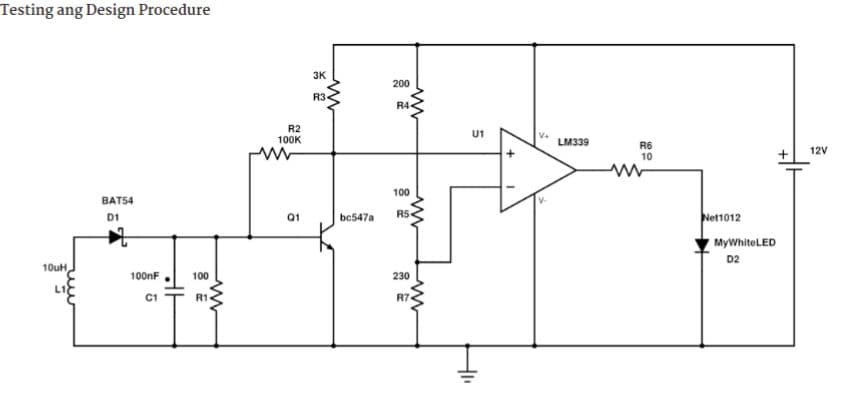 Testing ang Design Procedure
3K
R3
200
R4
R2
100K
U1
V+
LM339
R6
10
+
12V
+
BAT54
D1
Q1
bc547a
100
R5
V-
Net1012
MyWhiteLED
D2
10uH
L1
100nF
C1
100
R1
230
R7